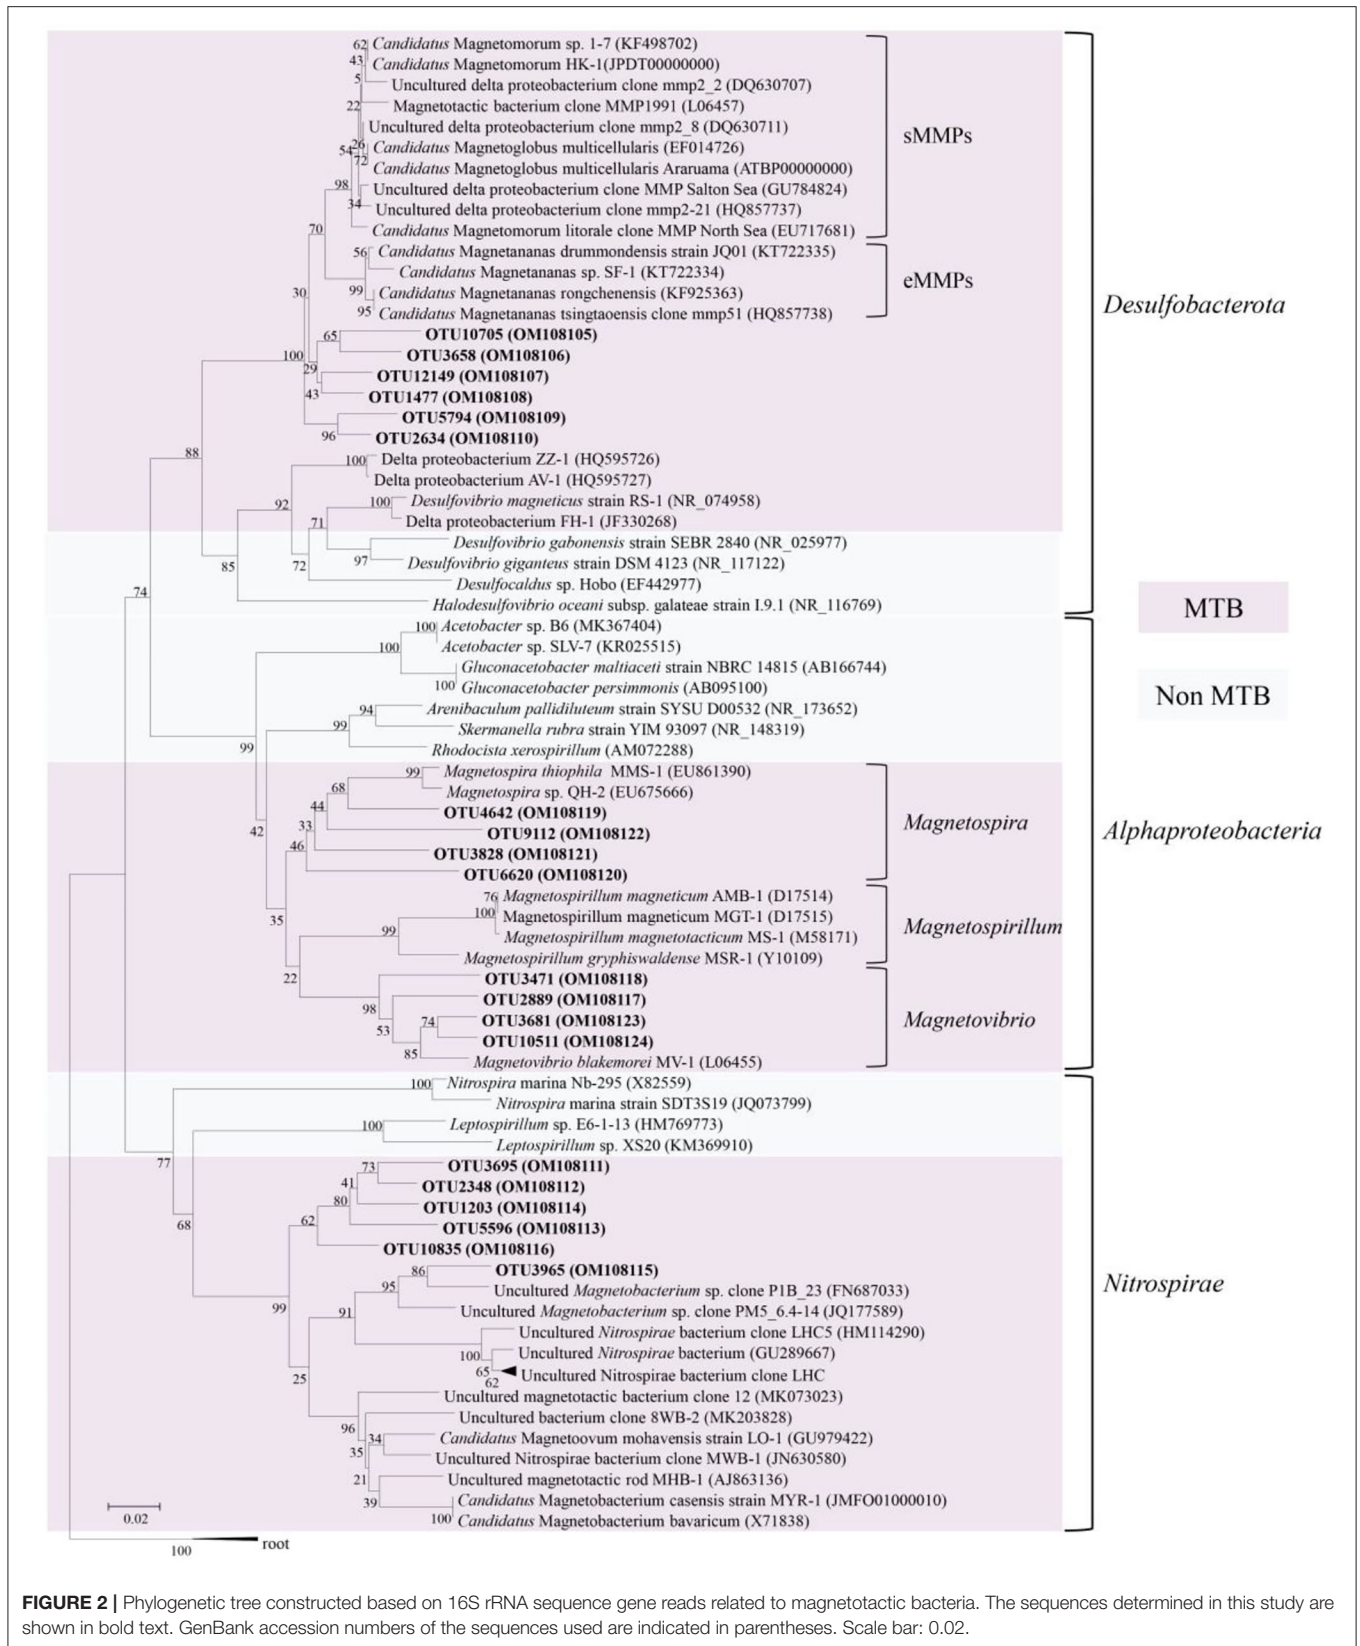 62 Candidatus Magnetomorum sp. 1-7 (KF498702)
43 Candidatus Magnetomorum HK-1(JPDT00000000)
5 Uncultured delta proteobacterium clone mmp2_2 (DQ630707)
22 Magnetotactic bacterium clone MMP1991 (L06457)
Uncultured delta proteobacterium clone mmp2_8 (DQ630711)
sMMPs
54 26 Candidatus Magnetoglobus multicellularis (EF014726)
72 Candidatus Magnetoglobus multicellularis Araruama (ATBP00000000)
98 Uncultured delta proteobacterium clone MMP Salton Sea (GU784824)
34 Uncultured delta proteobacterium clone mmp2-21 (HQ857737)
70 Candidatus Magnetomorum litorale clone MMP North Sea (EU717681)
56 Candidatus Magnetananas drummondensis strain JQ01 (KT722335)
Candidatus Magnetananas sp. SF-1 (KT722334)
eMMPs
30 99 Candidatus Magnetananas rongchenensis (KF925363)
95 Candidatus Magnetananas tsingtaoensis clone mmp51 (HQ857738)
Desulfobacterota
65 OTU10705 (OM108105)
100 OTU3658 (OM108106)
29 OTU12149 (OM108107)
43 OTU1477 (OM108108)
OTU5794 (OM108109)
96 OTU2634 (OM108110)
88 100 Delta proteobacterium ZZ-1 (HQ595726)
Delta proteobacterium AV-1 (HQ595727)
92 100 Desulfovibrio magneticus strain RS-1 (NR_074958)
71 Delta proteobacterium FH-1 (JF330268)
Desulfovibrio gabonensis strain SEBR 2840 (NR_025977)
85 72 97 Desulfovibrio giganteus strain DSM 4123 (NR_117122)
Desulfocaldus sp. Hobo (EF442977)
74 Halodesulfovibrio oceani subsp. galateae strain I.9.1 (NR_116769)
MTB
100 Acetobacter sp. B6 (MK367404)
100 Acetobacter sp. SLV-7 (KR025515)
Gluconacetobacter maltiaceti strain NBRC 14815 (AB166744)
100 Gluconacetobacter persimmonis (AB095100)
Non MTB
94 Arenibaculum pallidiluteum strain SYSU D00532 (NR_173652)
99 Skermanella rubra strain YIM 93097 (NR_148319)
99 Rhodocista xerospirillum (AM072288)
99 Magnetospira thiophila MMS-1 (EU861390)
68 Magnetospira sp. QH-2 (EU675666)
44 OTU4642 (OM108119)
Magnetospira
42 33 OTU9112 (OM108122)
Alphaproteobacteria
46 OTU3828 (OM108121)
OTU6620 (OM108120)
76 Magnetospirillum magneticum AMB-1 (D17514)
35 100 Magnetospirillum magneticum MGT-1 (D17515)
Magnetospirillum
99 Magnetospirillum magnetotacticum MS-1 (M58171)
Magnetospirillum gryphiswaldense MSR-1 (Y10109)
22 OTU3471 (OM108118)
98 OTU2889 (OM108117)
53 74 OTU3681 (OM108123)
Magnetovibrio
OTU10511 (OM108124)
85 Magnetovibrio blakemorei MV-1 (L06455)
100 Nitrospira marina Nb-295 (X82559)
Nitrospira marina strain SDT3S19 (JQ073799)
100 Leptospirillum sp. E6-1-13 (HM769773)
Leptospirillum sp. XS20 (KM369910)
77 73 OTU3695 (OM108111)
41 OTU2348 (OM108112)
80 OTU1203 (OM108114)
68 62 OTU5596 (OM108113)
OTU10835 (OM108116)
86 OTU3965 (OM108115)
95 Uncultured Magnetobacterium sp. clone P1B_23 (FN687033)
Nitrospirae
99 91 Uncultured Magnetobacterium sp. clone PM5_6.4-14 (JQ177589)
Uncultured Nitrospirae bacterium clone LHC5 (HM114290)
100 Uncultured Nitrospirae bacterium (GU289667)
25 65 62 Uncultured Nitrospirae bacterium clone LHC
Uncultured magnetotactic bacterium clone 12 (MK073023)
96 Uncultured bacterium clone 8WB-2 (MK203828)
34 Candidatus Magnetoovum mohavensis strain LO-1 (GU979422)
35 Uncultured Nitrospirae bacterium clone MWB-1 (JN630580)
21 Uncultured magnetotactic rod MHB-1 (AJ863136)
39 Candidatus Magnetobacterium casensis strain MYR-1 (JMFO01000010)
0.02 100 Candidatus Magnetobacterium bavaricum (X71838)
100 root
FIGURE 2 | Phylogenetic tree constructed based on 16S rRNA sequence gene reads related to magnetotactic bacteria. The sequences determined in this study are
shown in bold text. GenBank accession numbers of the sequences used are indicated in parentheses. Scale bar: 0.02.